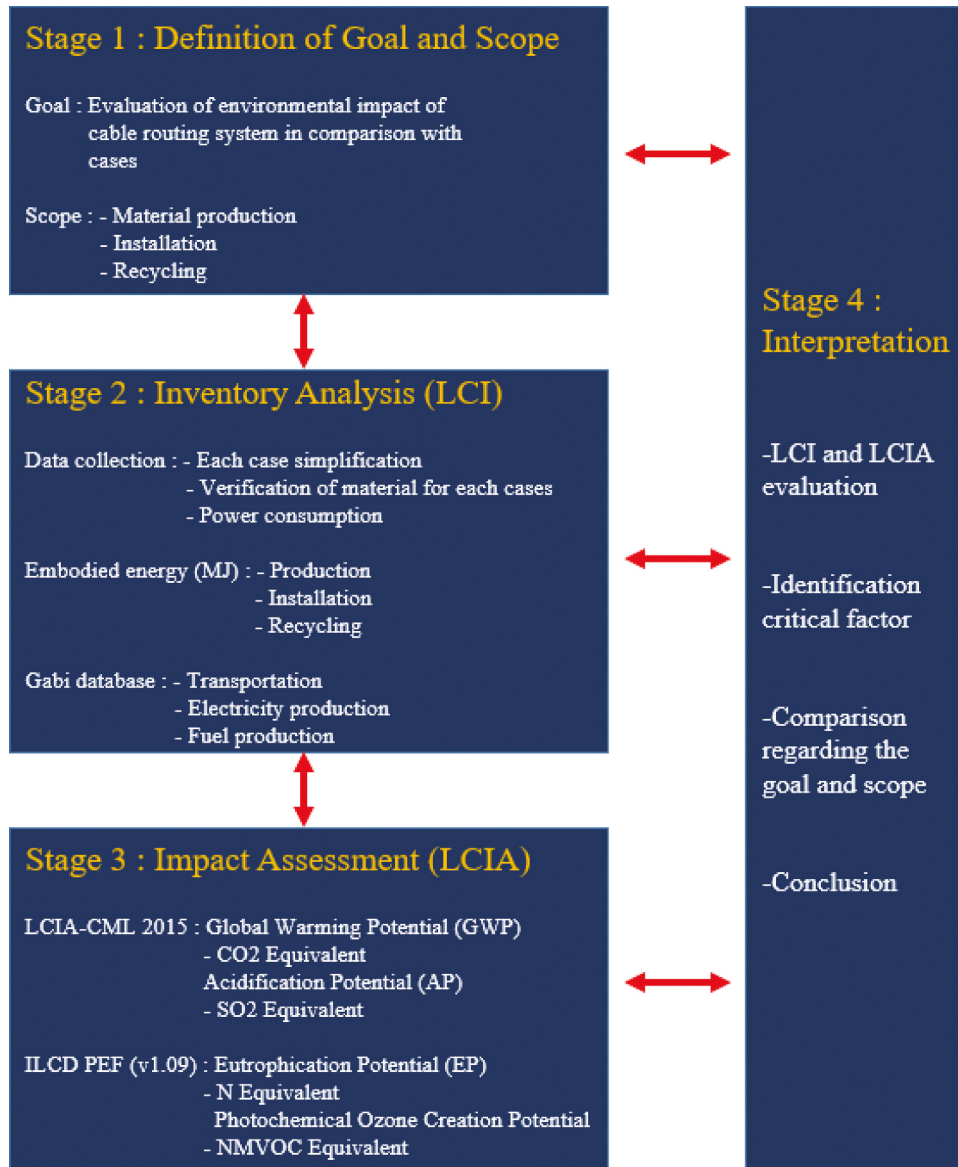 Stage 1 : Definition of Goal and Scope
Goal : Evaluation of environmental impact of
cable routing system in comparison with
cases
Scope : - Material production
- Installation
- Recycling
Stage 2 : Inventory Analysis (LCI)
Data collection : - Each case simplification
- Verification of material for each cases
- Power consumption
Embodied energy (MJ) : - Production
- Installation
- Recycling
Gabi database : - Transportation
- Electricity production
- Fuel production
Stage 3 : Impact Assessment (LCIA)
LCIA-CML 2015 : Global Warming Potential (GWP)
- CO2 Equivalent
Acidification Potential (AP)
- SO2 Equivalent
ILCD PEF (v1.09) : Eutrophication Potential (EP)
- N Equivalent
Photochemical Ozone Creation Potential
- NMVOC Equivalent
Stage 4 :
Interpretation
-LCI and LCIA
evaluation
-Identification
critical factor
-Comparison
regarding the
goal and scope
-Conclusion